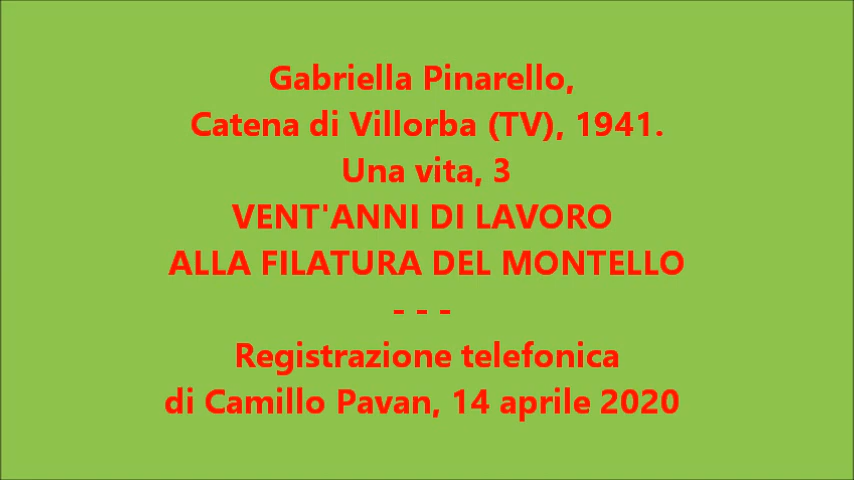 Gabriella Pinarello,
Catena di Villorba (TV), 1941.
Una vita, 3
VENT'ANNI DI LAVORO
ALLA FILATURA DEL MONTELLO
- - -
Registrazione telefonica
di Camillo Pavan, 14 aprile 2020